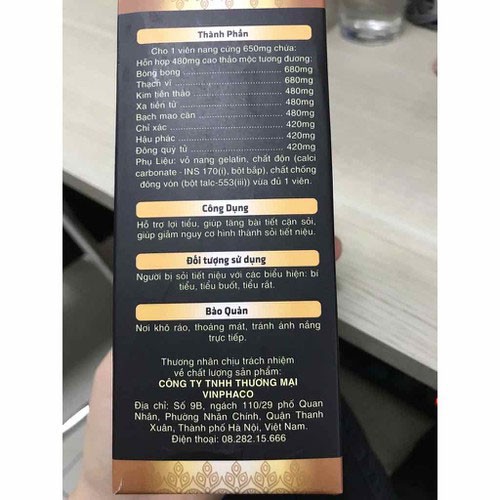 Thành Phần
Cho 1 viên nang cứng 650mg chứa:
Hỗn hợp 480mg cao thảo mộc tương đương:
Bòng bong ........ 680mg
Thạch vĩ ........ 680mg
Kim tiền thảo ........ 480mg
Xa tiền tử ........ 480mg
Bạch mao căn ........ 480mg
Chỉ xác ........ 420mg
Hậu phác ........ 420mg
Đông quỳ tử ........ 420mg
Phụ Liệu: vỏ nang gelatin, chất độn (calci
carbonate - INS 170(i), bột bắp), chất chống
đông vón (bột talc-553(iii)) vừa đủ 1 viên.
Công Dụng
Hỗ trợ lợi tiểu, giúp tăng bài tiết cặn sỏi,
giúp giảm nguy cơ hình thành sỏi tiết niệu.
Đối tượng sử dụng
Người bị sỏi tiết niệu với các biểu hiện: bí
tiểu, tiểu buốt, tiểu rắt.
Bảo Quản
Nơi khô ráo, thoáng mát, tránh ánh nắng
trực tiếp.
Thương nhân chịu trách nhiệm
về chất lượng sản phẩm:
CÔNG TY TNHH THƯƠNG MẠI
VINPHACO
Địa chỉ: Số 9B, ngách 110/29 phố Quan
Nhân, Phường Nhân Chính, Quận Thanh
Xuân, Thành phố Hà Nội, Việt Nam.
Điện thoại: 08.282.15.666